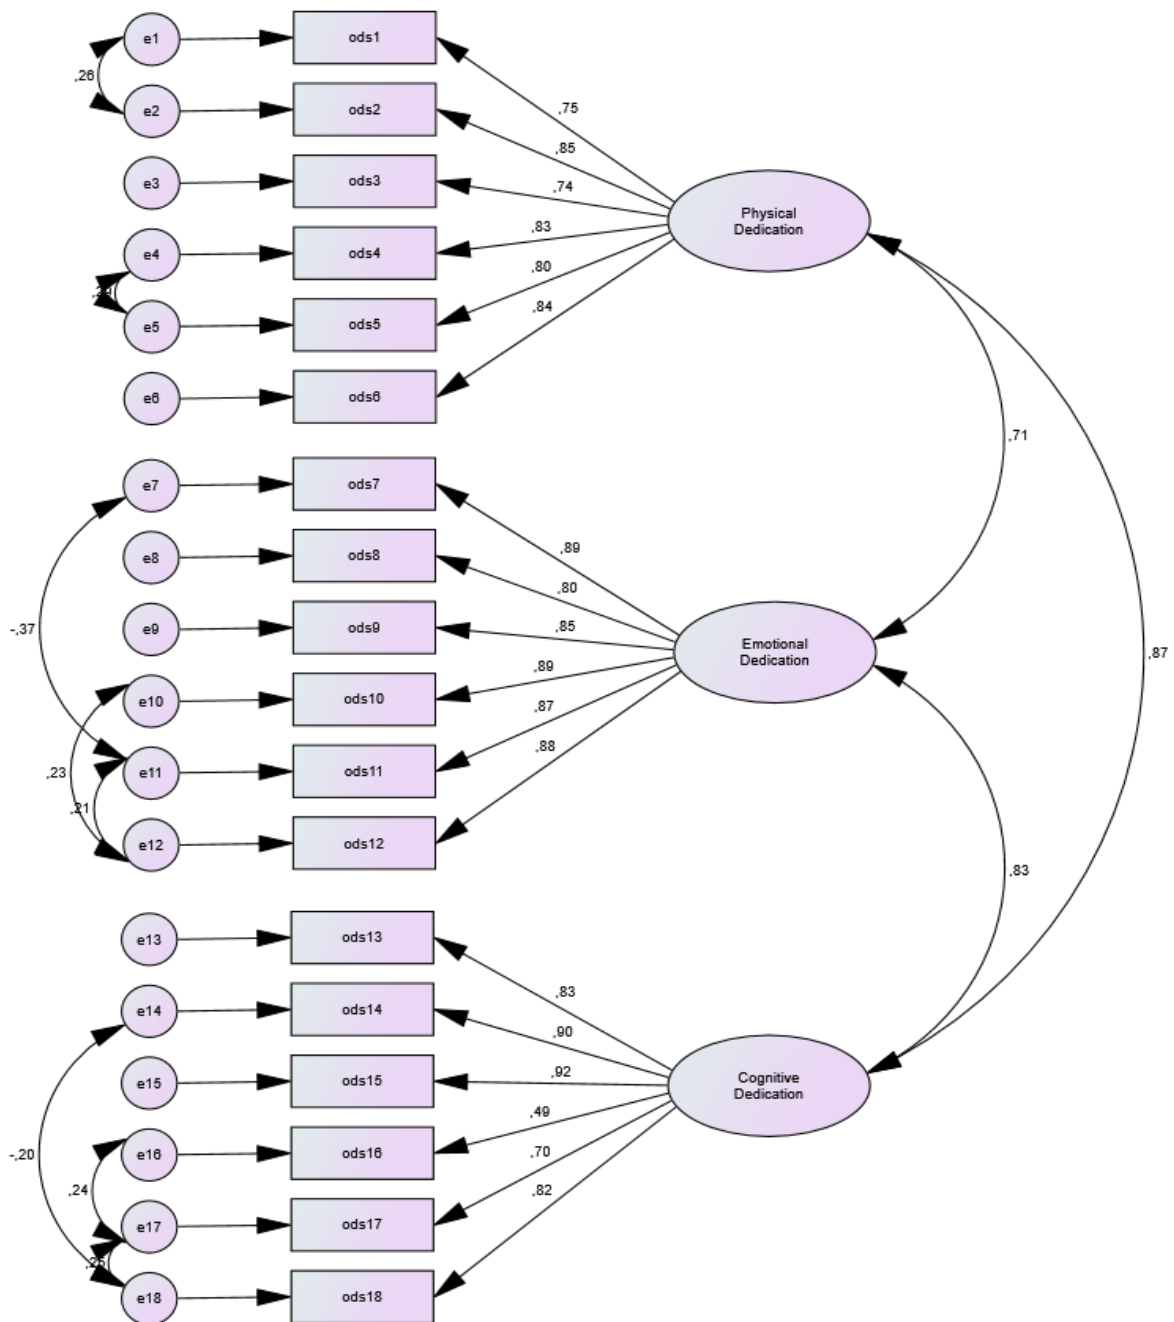 e1
ods1
,26
,75
e2
ods2
,85
e3
ods3
,74
Physical
Dedication
e4
ods4
,83
e5
ods5
,80
e6
ods6
,84
,71
e7
ods7
,89
e8
ods8
,80
-,37
e9
ods9
,85
Emotional
Dedication
,87
e10
ods10
,89
,23
e11
ods11
,87
,21
e12
ods12
,88
,83
e13
ods13
,83
e14
ods14
,90
e15
ods15
,92
Cognitive
Dedication
-,20
e16
ods16
,49
,24
e17
ods17
,70
e18
ods18
,82